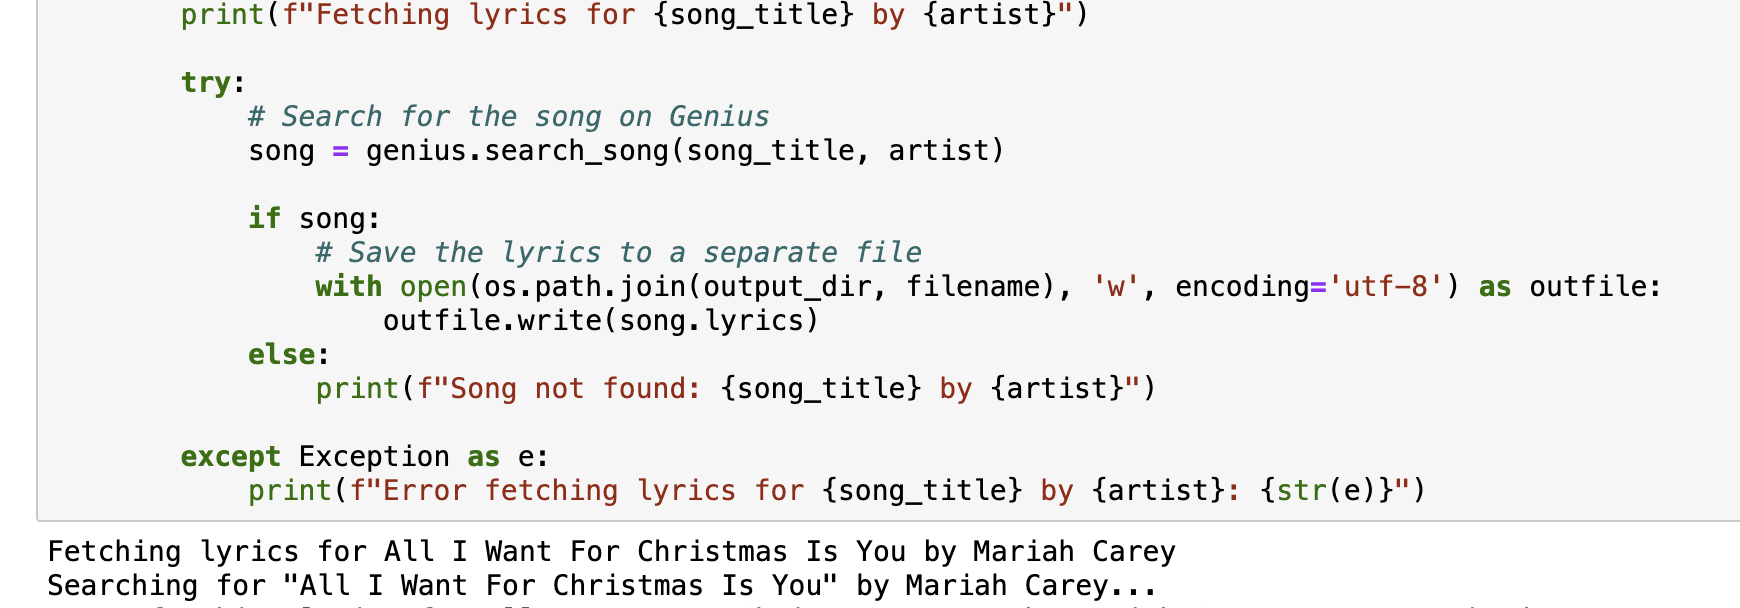 print(f"Fetching lyrics for {song_title} by {artist}")
try:
# Search for the song on Genius
song = genius.search_song(song_title, artist)
if song:
# Save the lyrics to a separate file
with open(os.path.join(output_dir, filename), 'w', encoding='utf-8') as outfile:
outfile.write(song.lyrics)
else:
print(f"Song not found: {song_title} by {artist}")
except Exception as e:
print(f"Error fetching lyrics for {song_title} by {artist}: {str(e)}")
Fetching lyrics for All I Want For Christmas Is You by Mariah Carey
Searching for "All I Want For Christmas Is You" by Mariah Carey...